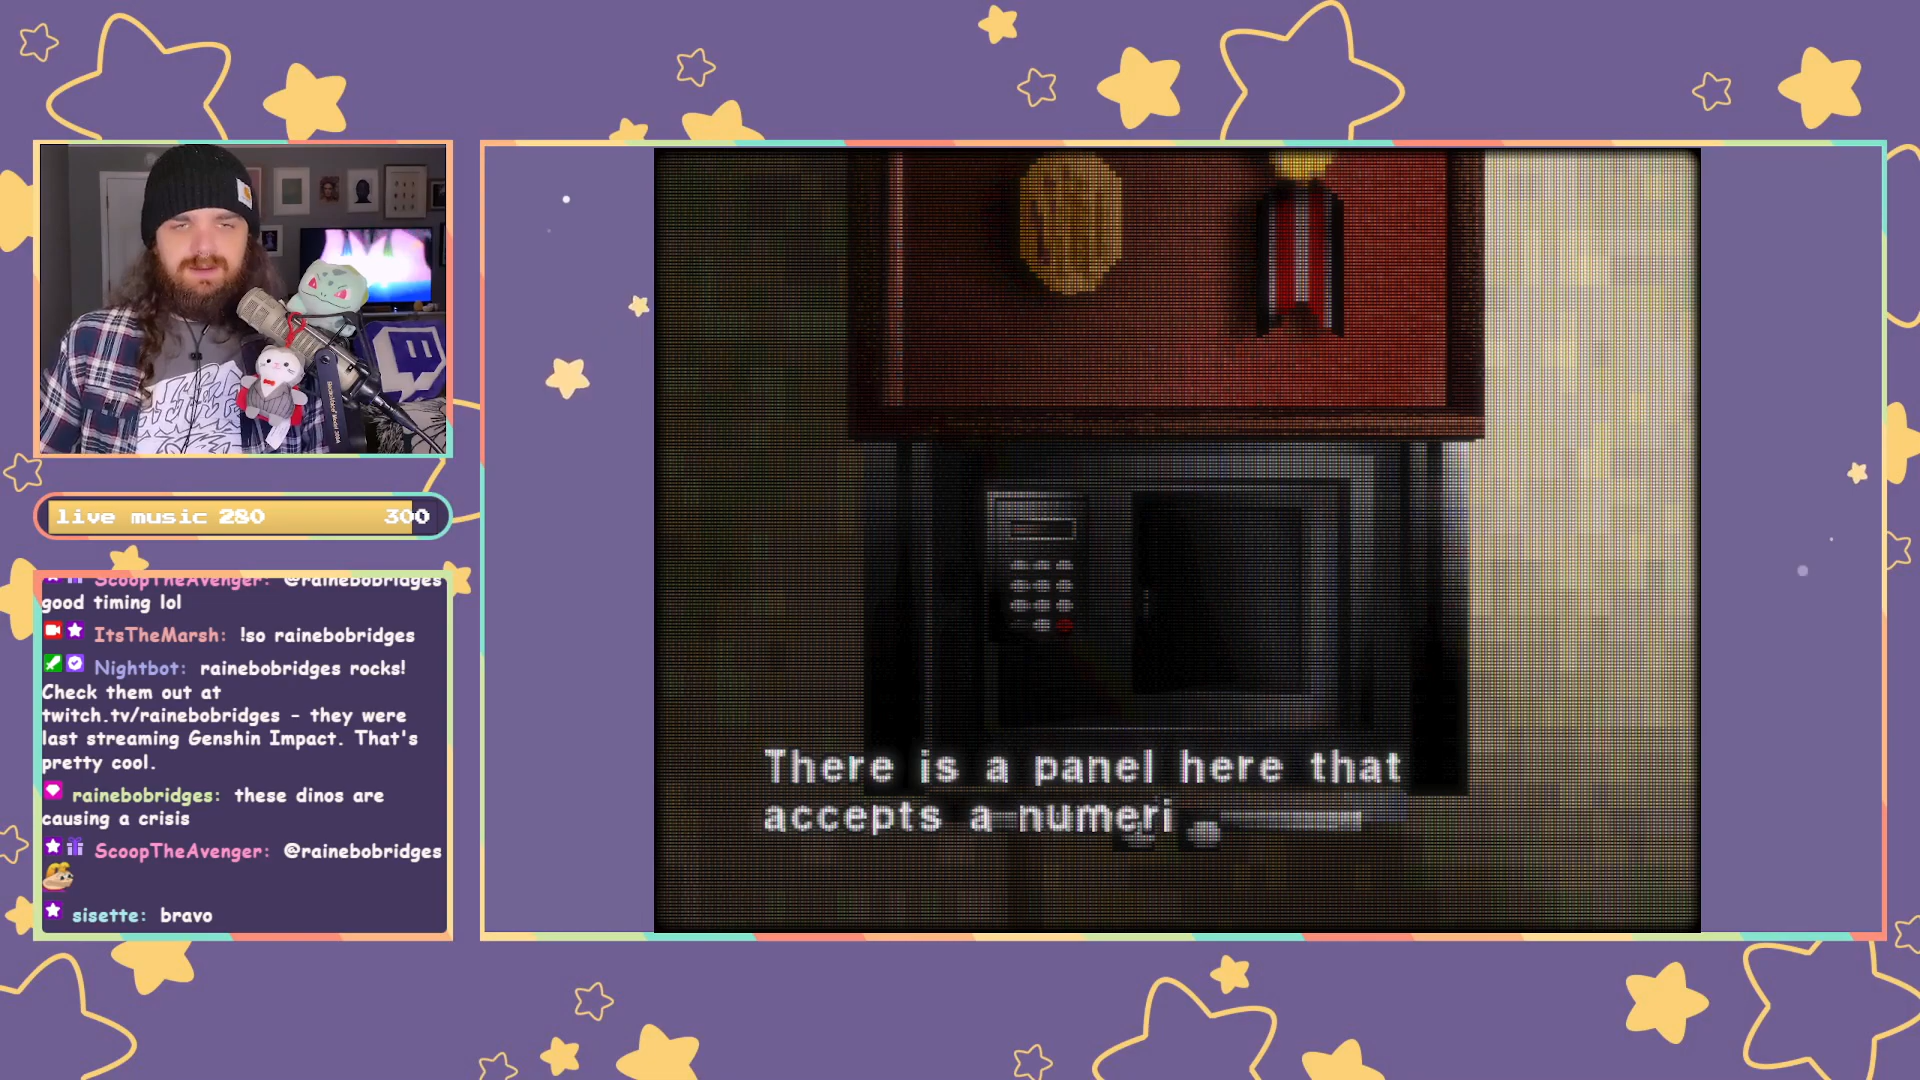 live music 280 300
ScoopTheAvenger: @rainebobridges
good timing lol
ItsTheMarsh: !so rainebobridges
Nightbot: rainebobridges rocks!
Check them out at
twitch.tv/rainebobridges - they were
last streaming Genshin Impact. That's
pretty cool.
rainebobridges: these dinos are
causing a crisis
ScoopTheAvenger: @rainebobridges
sisette: bravo
There is a panel here that
accepts a numeri